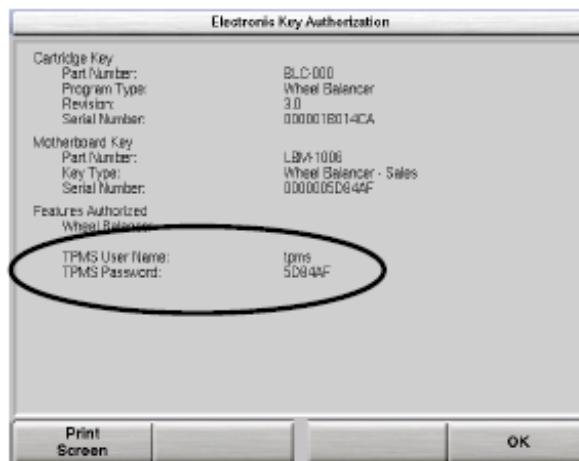 Electronic Key Authorization
Cartridge Key
Part Number: BLC-000
Program Type: Wheel Balancer
Revision: 3.0
Serial Number: 000001B014CA
Motherboard Key
Part Number: LBM-1006
Key Type: Wheel Balancer - Sales
Serial Number: 0000005D84AF
Features Authorized
Wheel Balancer
TPMS User Name: tpms
TPMS Password: 5D84AF
Print Screen
OK